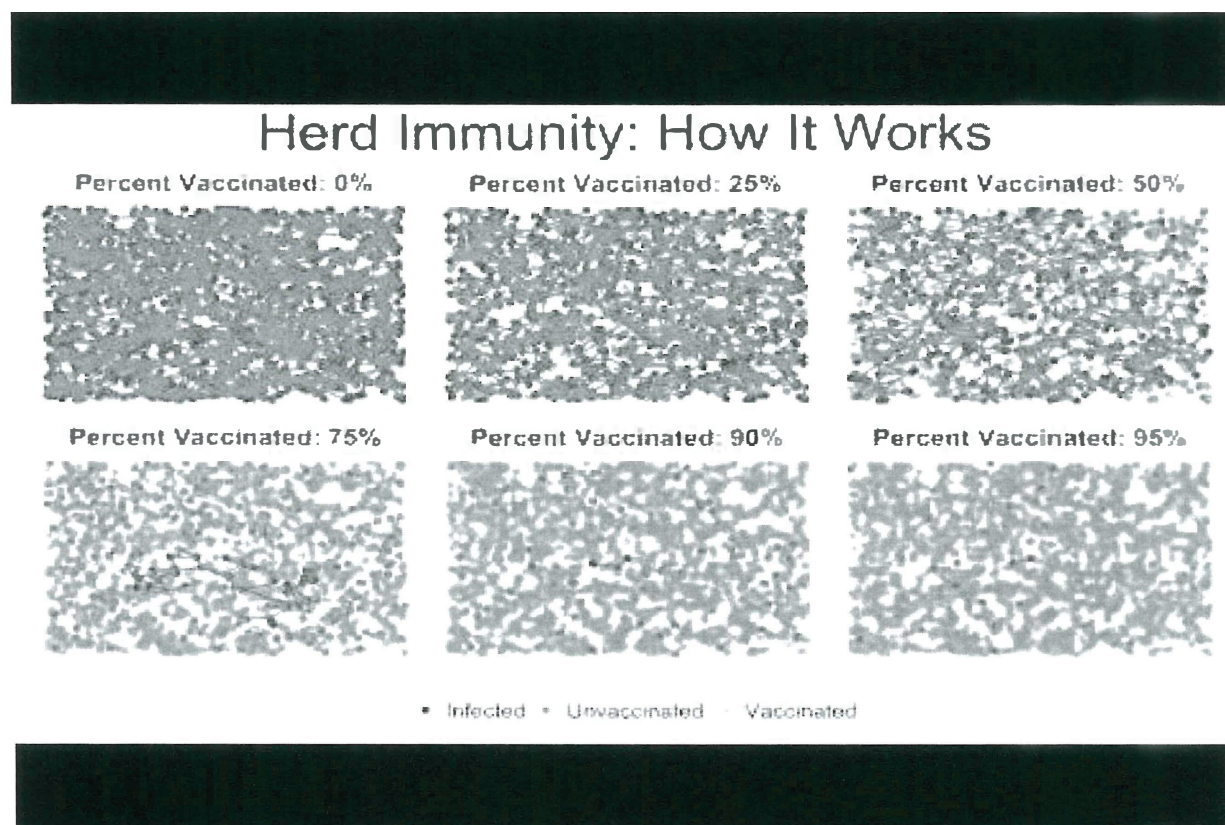 Herd Immunity: How It Works
Percent Vaccinated: 0% Percent Vaccinated: 25% Percent Vaccinated: 50%
Percent Vaccinated: 75% Percent Vaccinated: 90% Percent Vaccinated: 95%
Infected Unvaccinated Vaccinated